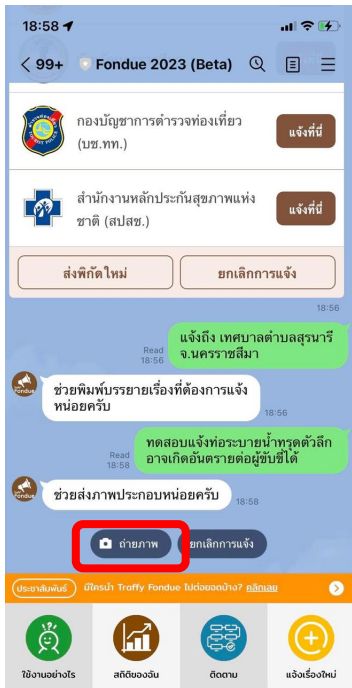 18:58
99+ Fondue 2023 (Beta)
กองบัญชาการตำรวจท่องเที่ยว
(บช.ทท.)
แจ้งที่นี่
สำนักงานหลักประกันสุขภาพแห่ง
ชาติ (สปสช.)
แจ้งที่นี่
ส่งพิกัดใหม่
ยกเลิกการแจ้ง
18:56
แจ้งถึง เทศบาลตำบลสุรนารี
จ.นครราชสีมา
Read
18:56
ช่วยพิมพ์บรรยายเรื่องที่ต้องการแจ้ง
หน่อยครับ
18:56
ทดสอบแจ้งท่อระบายน้ำทรุดตัวลึก
อาจเกิดอันตรายต่อผู้ขับขี่ได้
Read
18:58
ช่วยส่งภาพประกอบหน่อยครับ
18:58
ถ่ายภาพ
ยกเลิกการแจ้ง
ประชาสัมพันธ์ มีใครนำ Traffy Fondue ไปต่อยอดบ้าง? คลิกเลย
ใช้งานอย่างไร
สถิติของฉัน
ติดตาม
แจ้งเรื่องใหม่